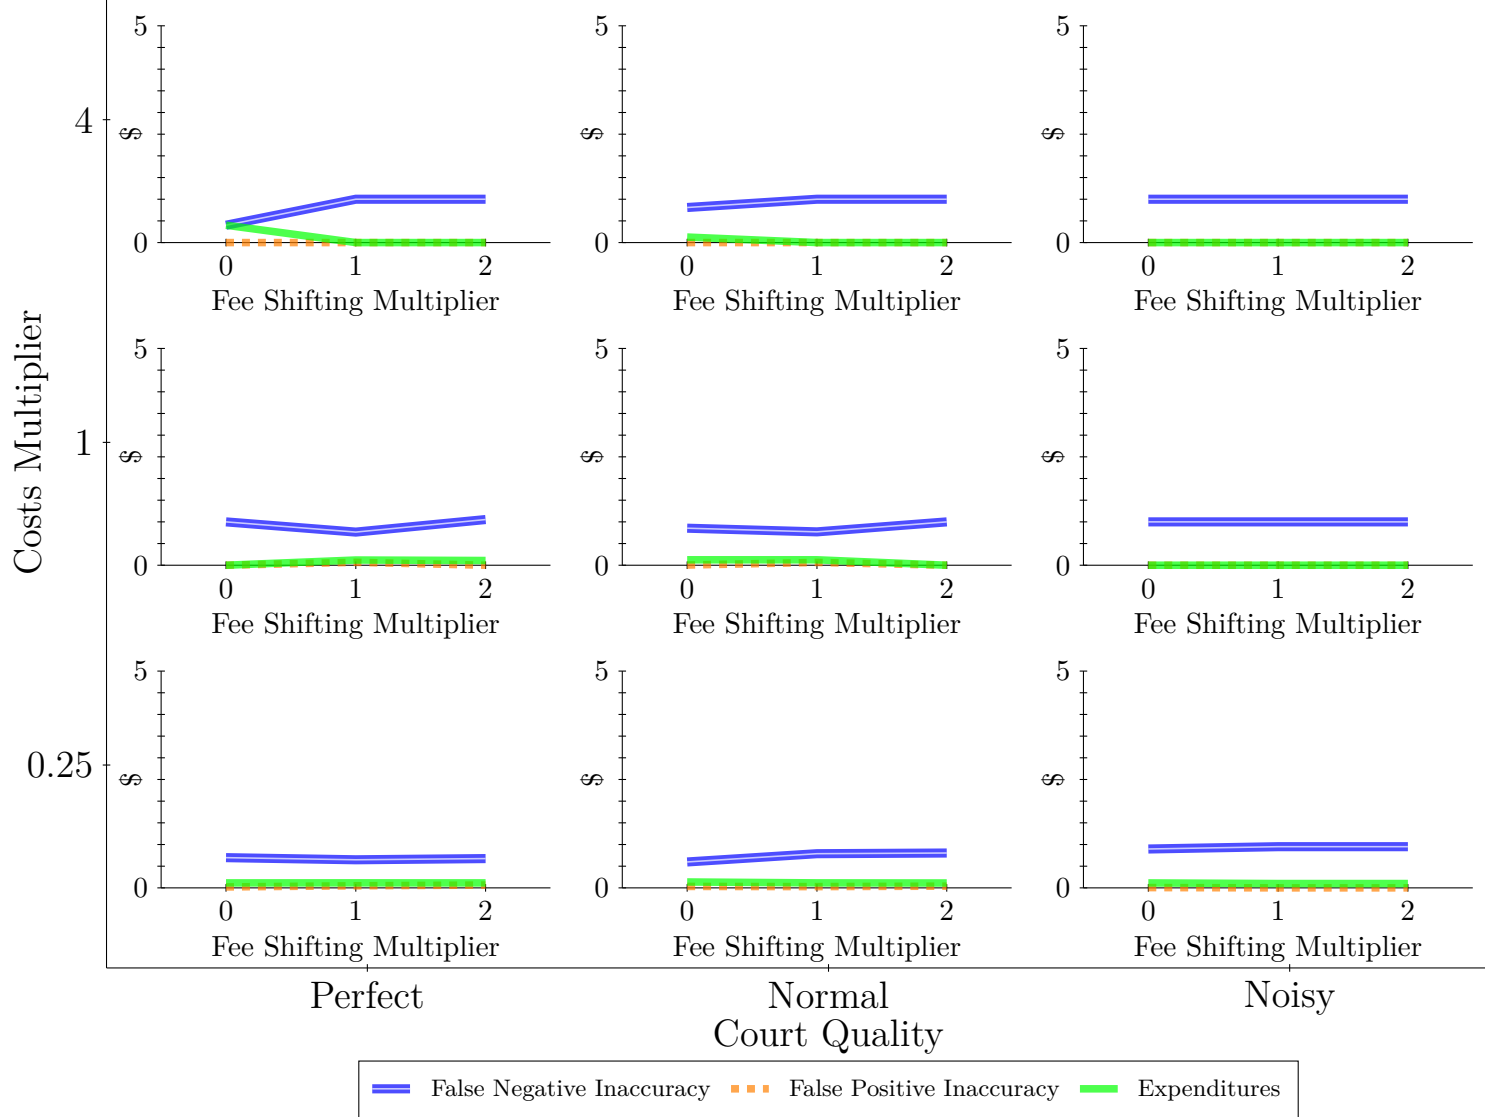 5
5
5
4
$
$
$
0
0
0
0 1 2
0 1 2
0 1 2
Fee Shifting Multiplier
Fee Shifting Multiplier
Fee Shifting Multiplier
Costs Multiplier
5
5
5
1
$
$
$
0
0
0
0 1 2
0 1 2
0 1 2
Fee Shifting Multiplier
Fee Shifting Multiplier
Fee Shifting Multiplier
5
5
5
0.25
$
$
$
0
0
0
0 1 2
0 1 2
0 1 2
Fee Shifting Multiplier
Fee Shifting Multiplier
Fee Shifting Multiplier
Perfect
Normal
Noisy
Court Quality
False Negative Inaccuracy
False Positive Inaccuracy
Expenditures